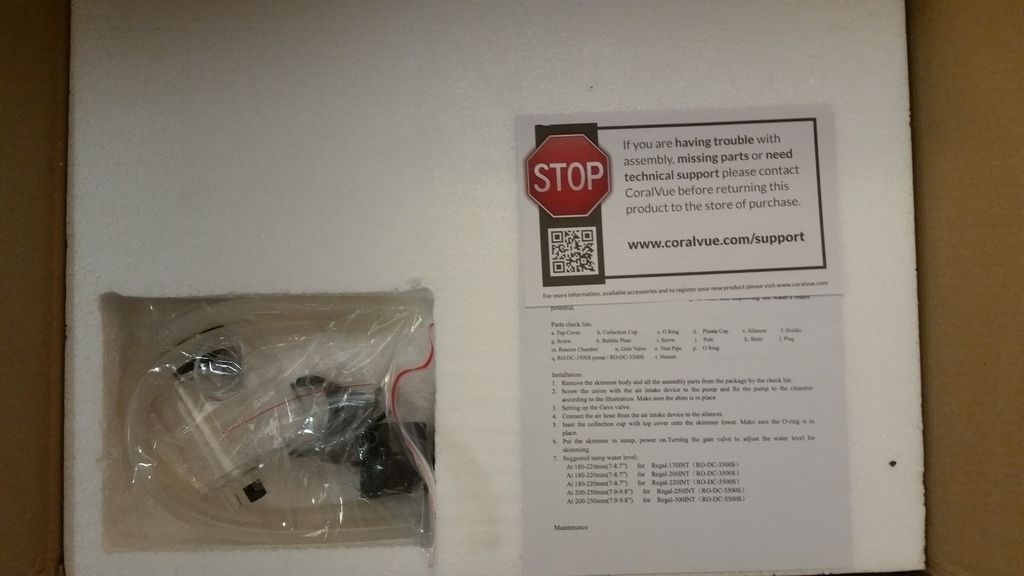 STOP
If you are having trouble with
assembly, missing parts or need
technical support please contact
CoralVue before returning this
product to the store of purchase.
www.coralvue.com/support
For more information, available accessories and to register your new product please visit www.coralvue.com
potential.
Parts check list:
a. Top Cover b. Collection Cup c. O Ring d. Plastic Cap e. Silencer f. Holder
g. Screw h. Bubble Plate i. Screw j. Pole k. Shim l. Plug
m. Reactor Chamber n. Gate Valve o. Vent Pipe p. O Ring
q. RO-DC-3500S pump / RO-DC-5500S r. Venturi
Installation:
1. Remove the skimmer body and all the assembly parts from the package by the check list.
2. Screw the union with the air intake device to the pump and fix the pump to the chamber
according to the illustration. Make sure the shim is in place
3. Setting up the Gave valve.
4. Connect the air hose from the air intake device to the silencer.
5. Inset the collection cup with top cover onto the skimmer tower. Make sure the O-ring is in
place.
6. Put the skimmer in sump, power on.Turning the gate valve to adjust the water level for
skimming.
7. Suggested sump water level:
At 180-220mm(7-8.7") for Regal-170INT (RO-DC-3500S)
At 180-220mm(7-8.7") for Regal-200INT (RO-DC-3500S)
At 180-220mm(7-8.7") for Regal-220INT (RO-DC-5500S)
At 200-250mm(7.9-9.8") for Regal-250INT (RO-DC-5500S)
At 200-250mm(7.9-9.8") for Regal-300INT (RO-DC-5500S)
Maintenance